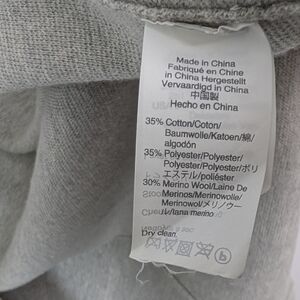 Made in China
Fabriqué en Chine
in China Hergestellt
Vervaardigd in China
中国製
Hecho en China
35% Cotton/Coton/
Baumwolle/Katoen/綿/
algodón
35% Polyester/Polyester/
Polyester/Polyester/ポリ
エステル/poliéster
30% Merino Wool/Laine De
Merinos/Merinowolle/
Merinowol/メリノウー
ル/lana merino
Dry clean.
P